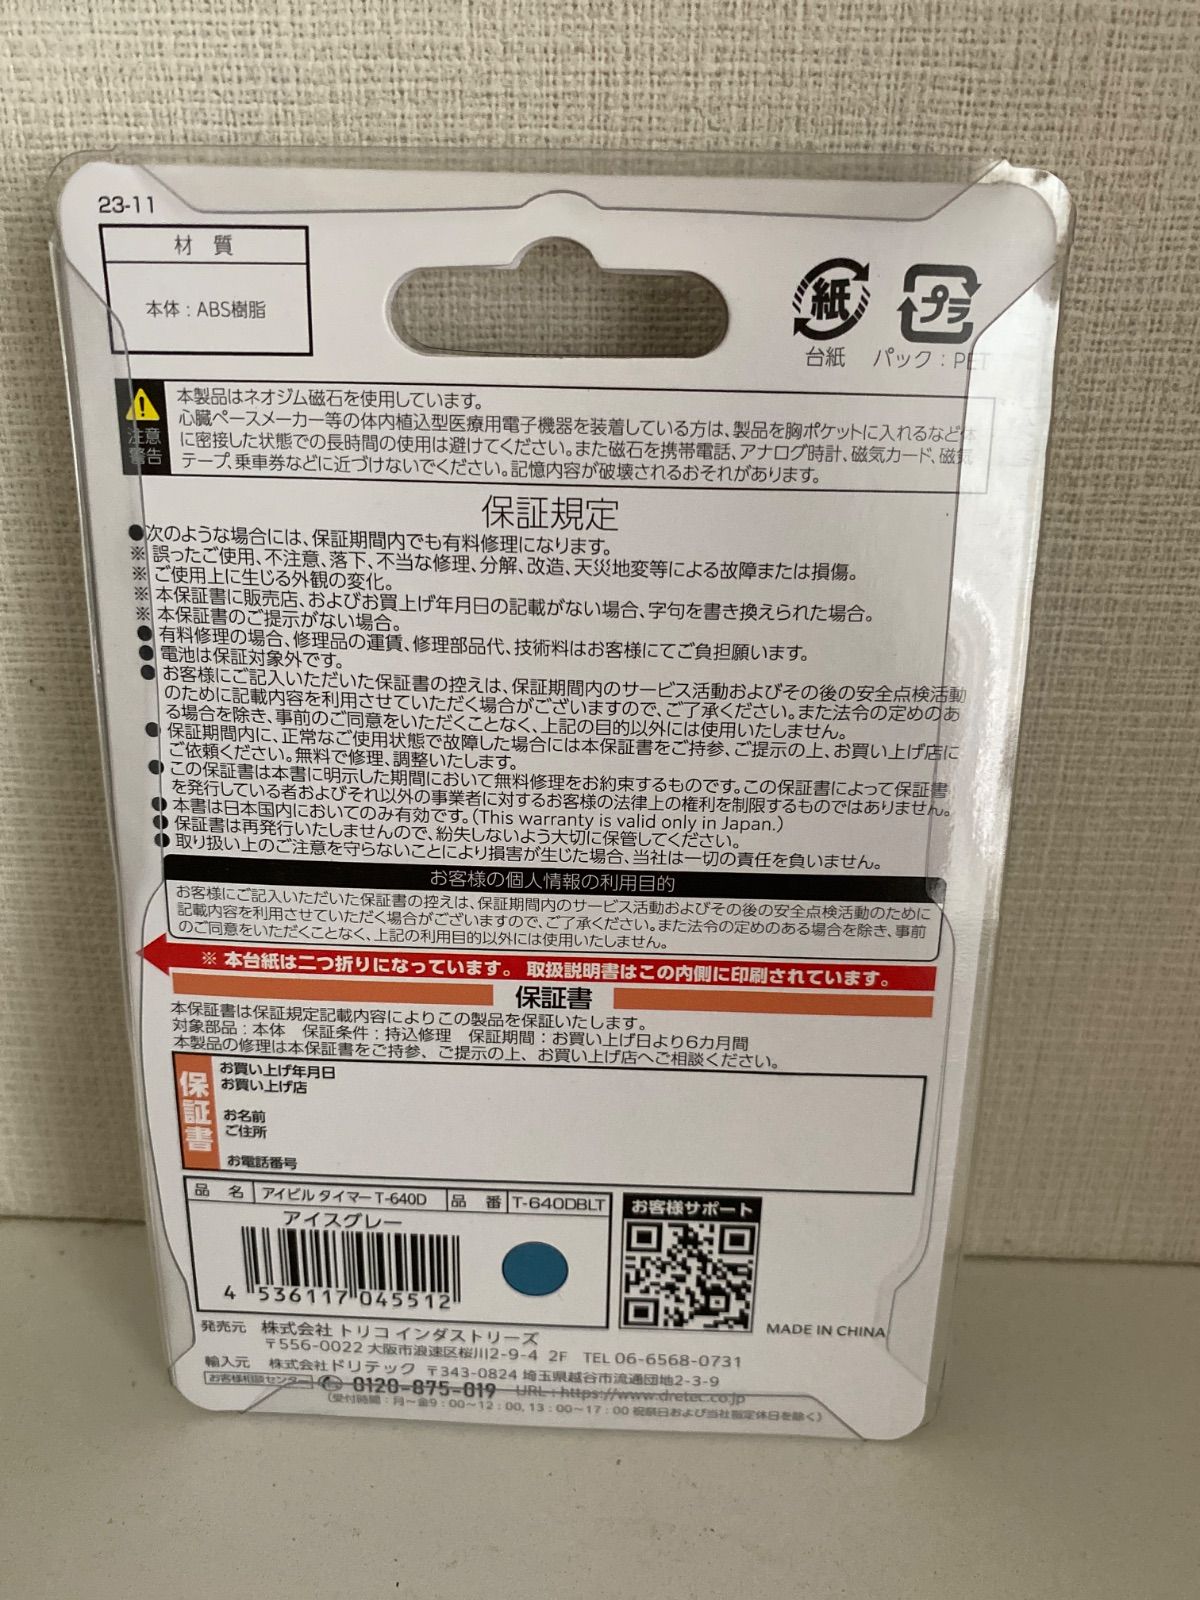 23-11
材 質
本体：ABS樹脂
紙
プラ
台紙
パック：PET
注意
警告
本製品はネオジム磁石を使用しています。
心臓ペースメーカー等の体内植込型医療用電子機器を装着している方は、製品を胸ポケットに入れるなど体
に密接した状態での長時間の使用は避けてください。また磁石を携帯電話、アナログ時計、磁気カード、磁気
テープ、乗車券などに近づけないでください。記憶内容が破壊されるおそれがあります。
保証規定
●次のような場合には、保証期間内でも有料修理になります。
※ 誤ったご使用、不注意、落下、不当な修理、分解、改造、天災地変等による故障または損傷。
※ ご使用上に生じる外観の変化。
※ 本保証書に販売店、およびお買上げ年月日の記載がない場合、字句を書き換えられた場合。
※ 本保証書のご提示がない場合。
● 有料修理の場合、修理品の運賃、修理部品代、技術料はお客様にてご負担願います。
● 電池は保証対象外です。
● お客様にご記入いただいた保証書の控えは、保証期間内のサービス活動およびその後の安全点検活動
のために記載内容を利用させていただく場合がございますので、ご了承ください。また法令の定めのあ
る場合を除き、事前のご同意をいただくことなく、上記の目的以外には使用いたしません。
● 保証期間内に、正常なご使用状態で故障した場合には本保証書をご持参、ご提示の上、お買い上げ店に
ご依頼ください。無料で修理、調整いたします。
● この保証書は本書に明示した期間において無料修理をお約束するものです。この保証書によって保証書
を発行している者およびそれ以外の事業者に対するお客様の法律上の権利を制限するものではありません。
● 本書は日本国内においてのみ有効です。(This warranty is valid only in Japan.)
● 保証書は再発行いたしませんので、紛失しないよう大切に保管してください。
● 取り扱い上のご注意を守らないことにより損害が生じた場合、当社は一切の責任を負いません。
お客様の個人情報の利用目的
お客様にご記入いただいた保証書の控えは、保証期間内のサービス活動およびその後の安全点検活動のために
記載内容を利用させていただく場合がございますので、ご了承ください。また法令の定めのある場合を除き、事前
のご同意をいただくことなく、上記の利用目的以外には使用いたしません。
※ 本台紙は二つ折りになっています。 取扱説明書はこの内側に印刷されています。
保証書
本保証書は保証規定記載内容によりこの製品を保証いたします。
対象部品：本体 保証条件：持込修理 保証期間：お買い上げ日より6カ月間
本製品の修理は本保証書をご持参、ご提示の上、お買い上げ店へご相談ください。
保証書
お買い上げ年月日
お買い上げ店
お名前
ご住所
お電話番号
品 名 アイビル タイマー T-640D 品 番 T-640DBLT
アイスグレー
4 536117 045512
お客様サポート
MADE IN CHINA
発売元 株式会社 トリコ インダストリーズ
〒556-0022 大阪市浪速区桜川2-9-4 2F TEL 06-6568-0731
輸入元 株式会社ドリテック 〒343-0824 埼玉県越谷市流通団地2-3-9
お客様相談センター 0120-875-019 URL：https://www.dretec.co.jp
(受付時間：月～金9：00～12：00, 13：00～17：00 祝祭日および当社指定休日を除く)